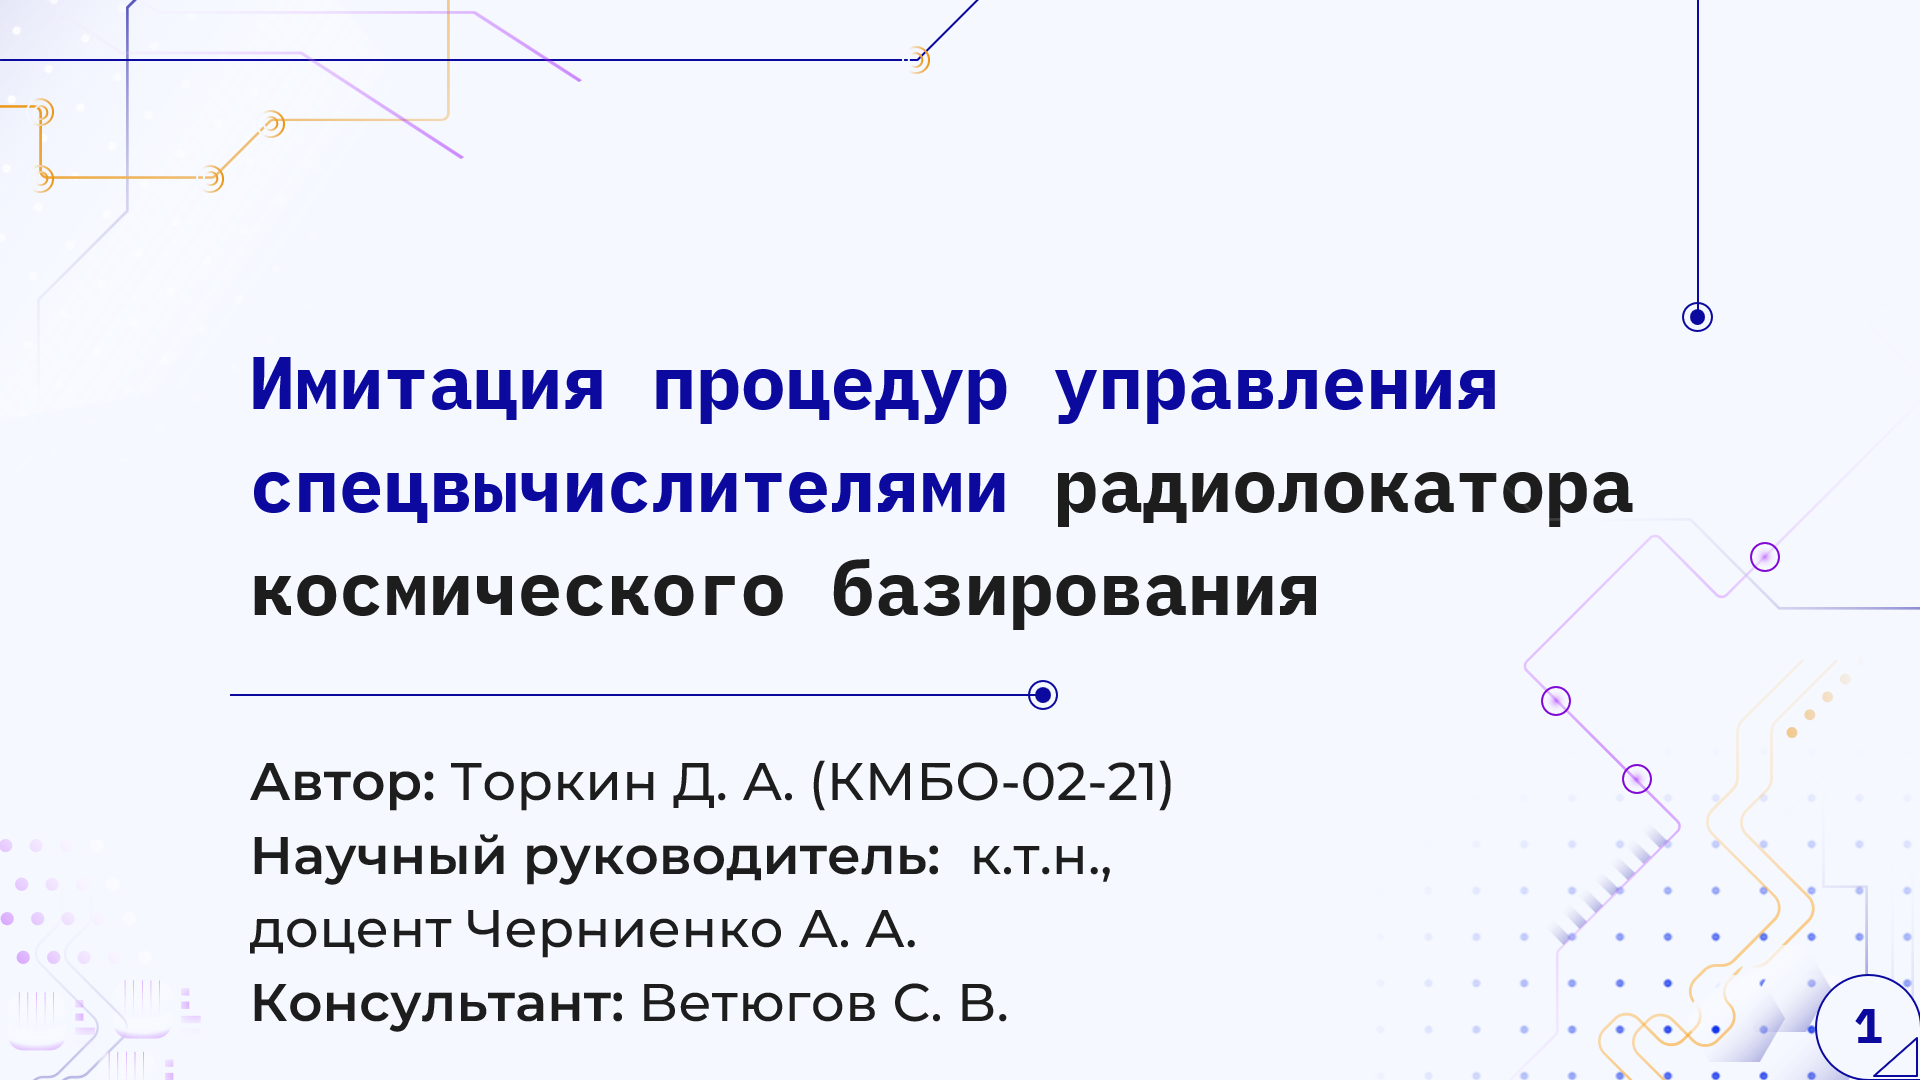 Имитация процедур управления
спецвычислителями радиолокатора
космического базирования
Автор: Торкин Д. А. (КМБО-02-21)
Научный руководитель: к.т.н.,
доцент Черниенко А. А.
Консультант: Ветюгов С. В.
1